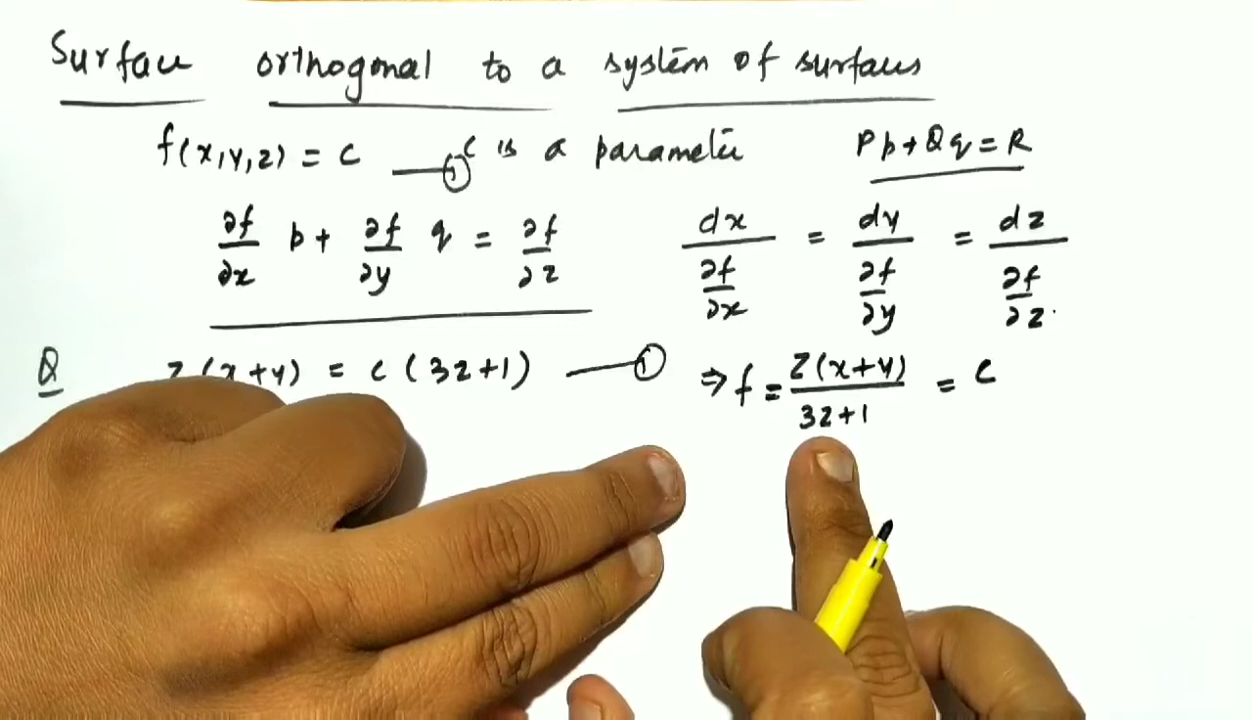 Surface orthogonal to a system of surfaces
f(x,y,z) = c —① c is a parameter Pp+Qq=R
∂f/∂x p + ∂f/∂y q = ∂f/∂z dx/(∂f/∂x) = dy/(∂f/∂y) = dz/(∂f/∂z)
Q z(x+y) = c(3z+1) —① ⇒ f = z(x+y)/(3z+1) = c